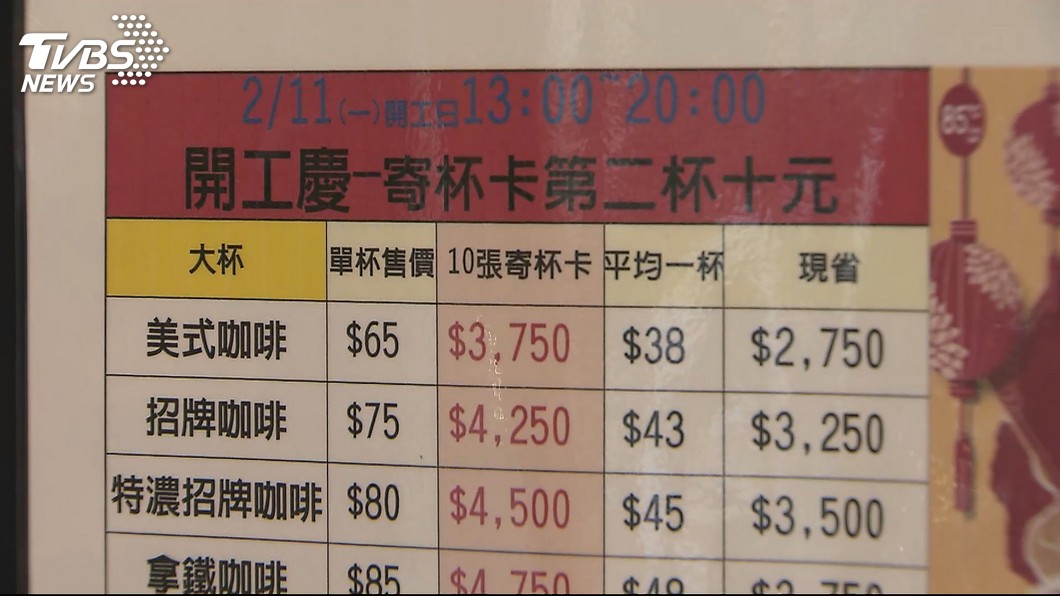 TVBS
NEWS
2/11(一)開工日13:00~20:00
開工慶-寄杯卡第二杯十元
大杯 單杯售價 10張寄杯卡 平均一杯 現省
美式咖啡 $65 $3,750 $38 $2,750
招牌咖啡 $75 $4,250 $43 $3,250
特濃招牌咖啡 $80 $4,500 $45 $3,500
拿鐵咖啡 $85 $4,750 $48 $3,750
85℃